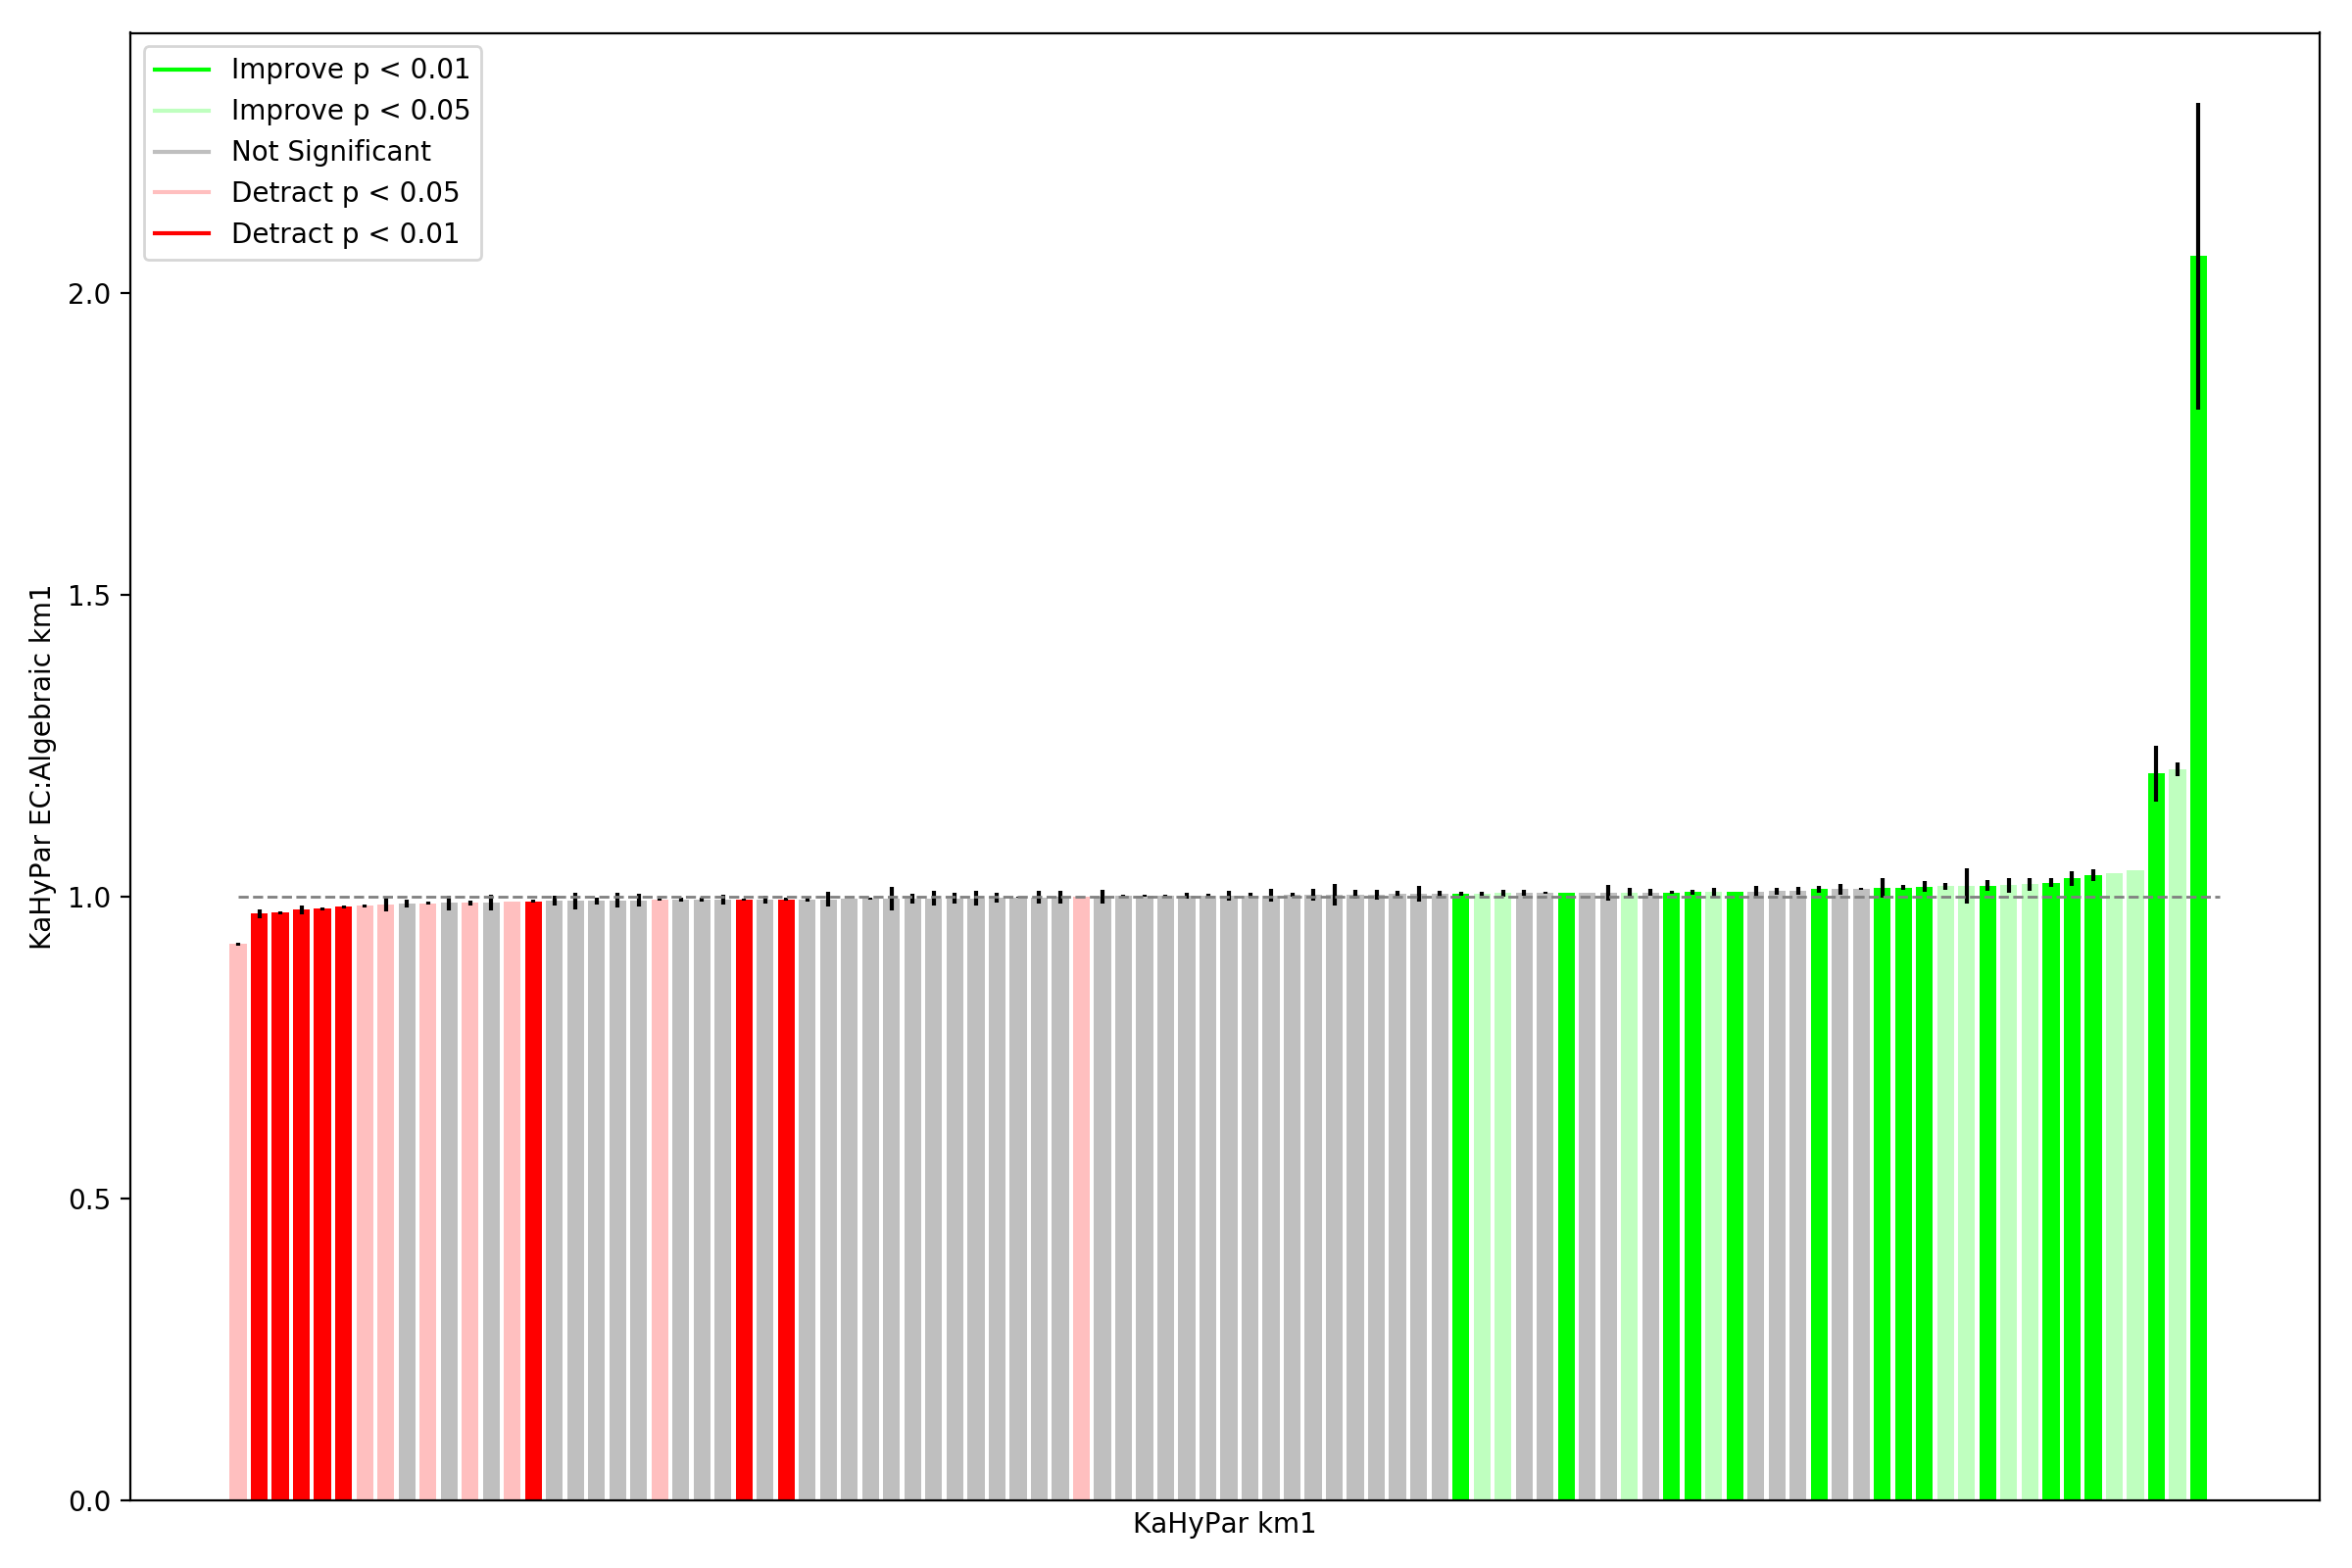 Improve p < 0.01
Improve p < 0.05
Not Significant
Detract p < 0.05
Detract p < 0.01
2.0
1.5
1.0
0.5
0.0
KaHyPar EC:Algebraic km1
KaHyPar km1